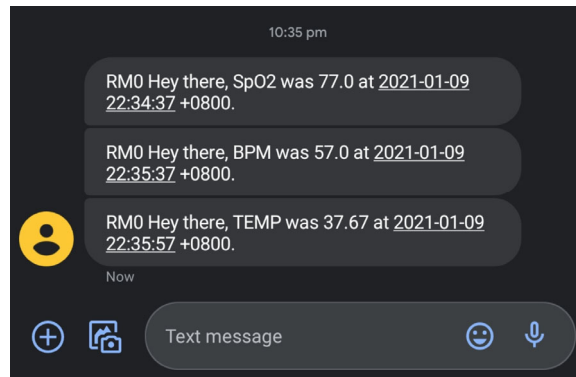 10:35 pm
RM0 Hey there, SpO2 was 77.0 at 2021-01-09
22:34:37 +0800.
RM0 Hey there, BPM was 57.0 at 2021-01-09
22:35:37 +0800.
RM0 Hey there, TEMP was 37.67 at 2021-01-09
22:35:57 +0800.
Now
Text message